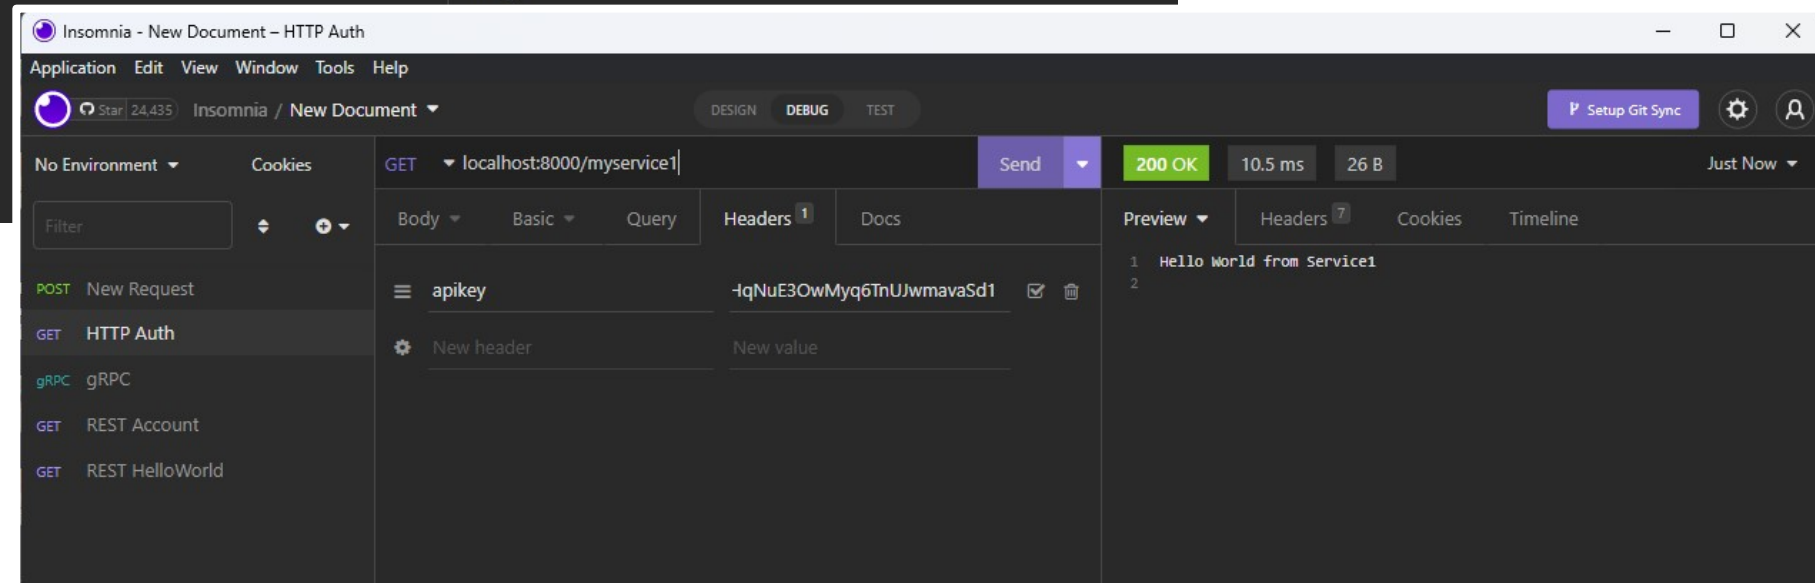 Insomnia - New Document – HTTP Auth
Application Edit View Window Tools Help
Star 24,435 Insomnia / New Document DESIGN DEBUG TEST Setup Git Sync
No Environment Cookies GET localhost:8000/myservice1 Send 200 OK 10.5 ms 26 B Just Now
Filter Body Basic Query Headers 1 Docs Preview Headers 7 Cookies Timeline
1 Hello World from Service1
2
POST New Request apikey HqNuE3OwMyq6TnUJwmavaSd1
GET HTTP Auth
New header New value
gRPC gRPC
GET REST Account
GET REST HelloWorld